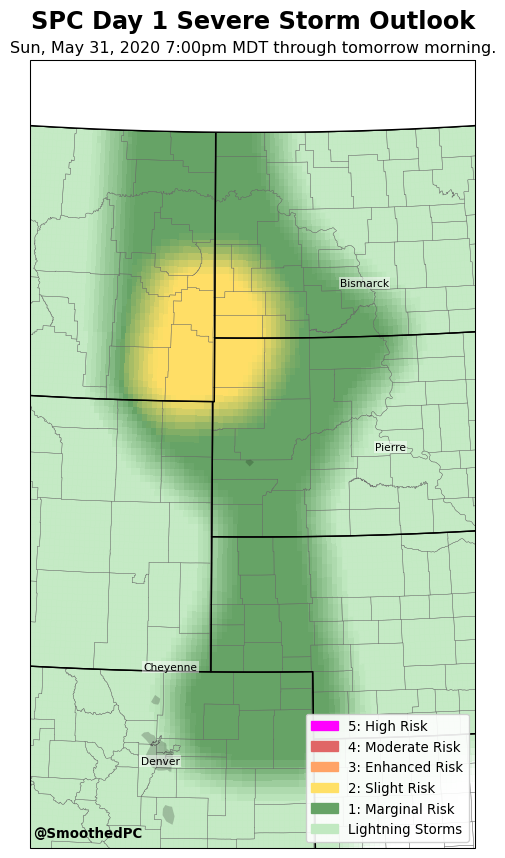 SPC Day 1 Severe Storm Outlook
Sun, May 31, 2020 7:00pm MDT through tomorrow morning.
Bismarck
Pierre
Cheyenne
Denver
5: High Risk
4: Moderate Risk
3: Enhanced Risk
2: Slight Risk
1: Marginal Risk
Lightning Storms
@SmoothedPC